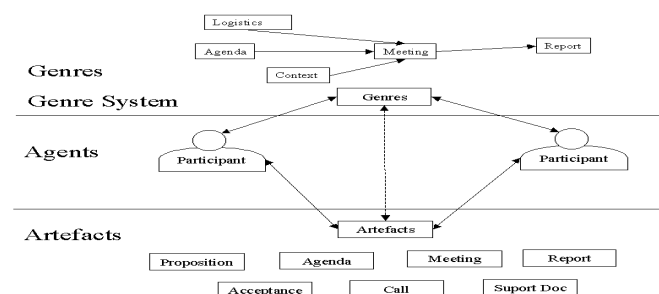 Logistics
Agenda
Meeting
Report
Context
Genres
Genre System
Genres
Agents
Participant
Participant
Artefacts
Artefacts
Proposition
Agenda
Meeting
Report
Acceptance
Call
Suport Doc